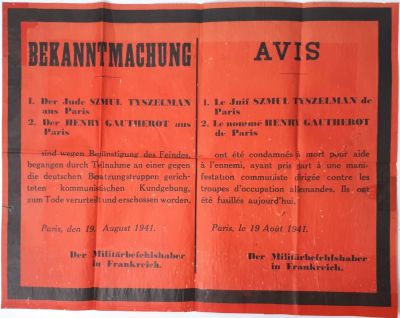 BEKANNTMACHUNG
1. Der Jude SZMUL TYSZELMAN
aus Paris
2. Der HENRY GAUTHEROT aus
Paris
sind wegen Begünstigung des Feindes,
begangen durch Teilnahme an einer gegen
die deutschen Besatzungstruppen gerich-
teten kommunistischen Kundgebung,
zum Tode verurteilt und erschossen worden.
Paris, den 19. August 1941.
Der Militärbefehlshaber
in Frankreich.
AVIS
1. Le Juif SZMUL TYSZELMAN de
Paris
2. Le nommé HENRY GAUTHEROT
de Paris
ont été condamnés à mort pour aide
à l'ennemi, ayant pris part à une mani-
festation communiste dirigée contre les
troupes d'occupation allemandes. Ils ont
été fusillés aujourd'hui.
Paris, le 19 Août 1941.
Der Militärbefehlshaber
in Frankreich.